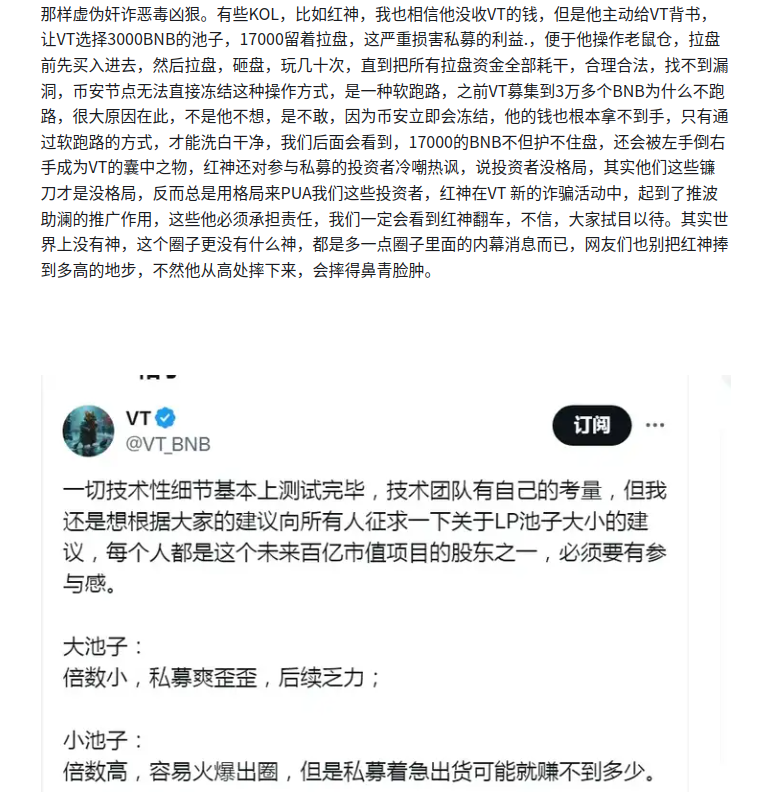 那样虚伪奸诈恶毒凶狠。有些KOL，比如红神，我也相信他没收VT的钱，但是他主动给VT背书，
让VT选择3000BNB的池子，17000留着拉盘，这严重损害私募的利益.，便于他操作老鼠仓，拉盘
前先买入进去，然后拉盘，砸盘，玩几十次，直到把所有拉盘资金全部耗干，合理合法，找不到漏
洞，币安节点无法直接冻结这种操作方式，是一种软跑路，之前VT募集到3万多个BNB为什么不跑
路，很大原因在此，不是他不想，是不敢，因为币安立即会冻结，他的钱也根本拿不到手，只有通
过软跑路的方式，才能洗白干净，我们后面会看到，17000的BNB不但护不住盘，还会被左手倒右
手成为VT的囊中之物，红神还对参与私募的投资者冷嘲热讽，说投资者没格局，其实他们这些镰
刀才是没格局，反而总是用格局来PUA我们这些投资者，红神在VT 新的诈骗活动中，起到了推波
助澜的推广作用，这些他必须承担责任，我们一定会看到红神翻车，不信，大家拭目以待。其实世
界上没有神，这个圈子更没有什么神，都是多一点圈子里面的内幕消息而已，网友们也别把红神捧
到多高的地步，不然他从高处摔下来，会摔得鼻青脸肿。
VT
订阅
@VT_BNB
一切技术性细节基本上测试完毕，技术团队有自己的考量，但我
还是想根据大家的建议向所有人征求一下关于LP池子大小的建
议，每个人都是这个未来百亿市值项目的股东之一，必须要有参
与感。
大池子：
倍数小，私募爽歪歪，后续乏力；
小池子：
倍数高，容易火爆出圈，但是私募着急出货可能就赚不到多少。